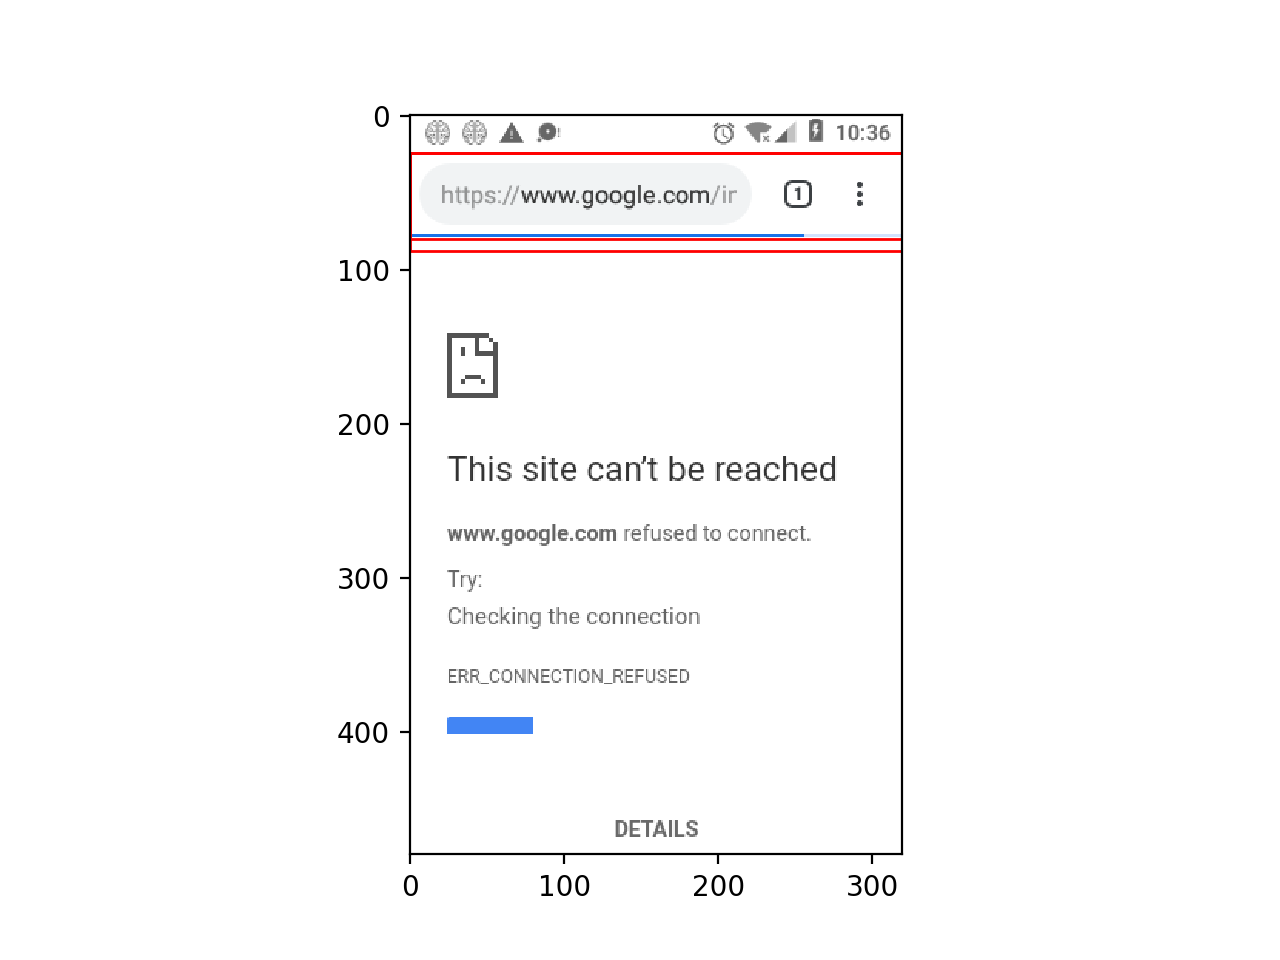 10:36
https://www.google.com/ir
1
This site can't be reached
www.google.com refused to connect.
Try:
Checking the connection
ERR_CONNECTION_REFUSED
DETAILS
0
100
200
300
400
0
100
200
300